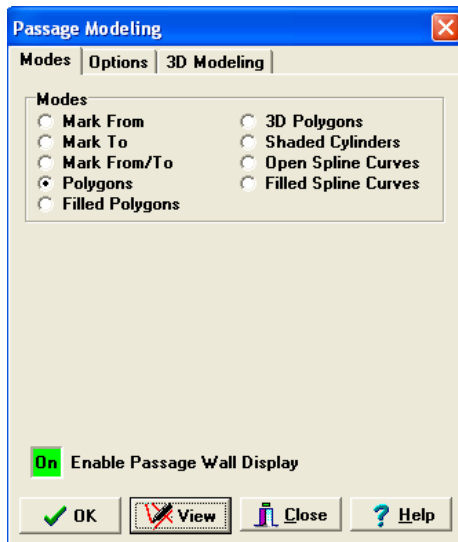 Passage Modeling
Modes Options 3D Modeling
Modes
Mark From
Mark To
Mark From/To
Polygons
Filled Polygons
3D Polygons
Shaded Cylinders
Open Spline Curves
Filled Spline Curves
On Enable Passage Wall Display
OK View Close Help